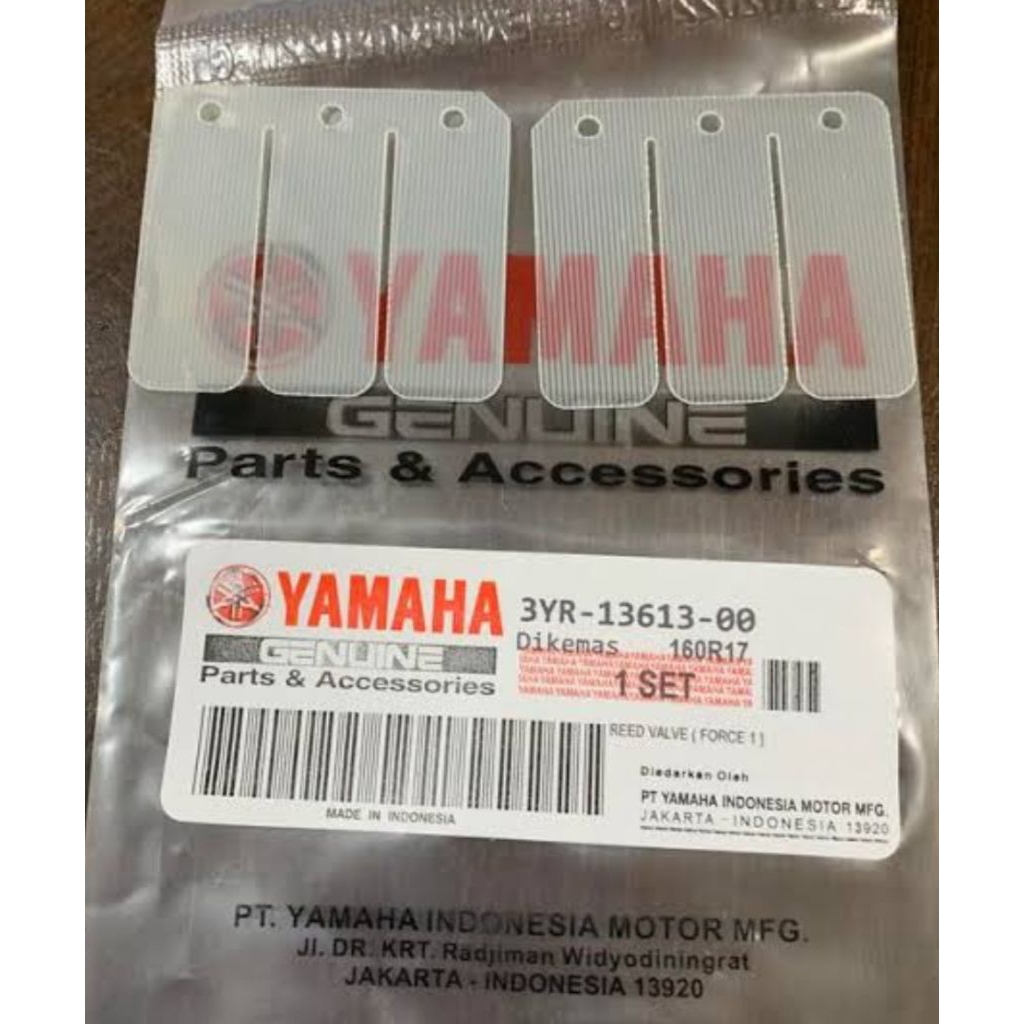 YAMAHA
GENUINE
Parts & Accessories
YAMAHA
GENUINE
Parts & Accessories
3YR-13613-00
Dikemas 160R17
1 SET
REED VALVE ( FORCE 1 )
Diedarkan Oleh
PT YAMAHA INDONESIA MOTOR MFG.
JAKARTA - INDONESIA 13920
MADE IN INDONESIA
PT. YAMAHA INDONESIA MOTOR MFG.
Jl. DR. KRT. Radjiman Widyodiningrat
JAKARTA - INDONESIA 13920